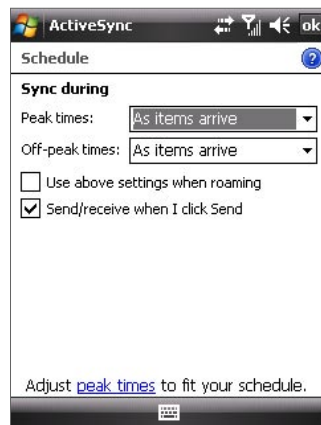 ActiveSync ok
Schedule ?
Sync during
Peak times: As items arrive
Off-peak times: As items arrive
Use above settings when roaming
Send/receive when I click Send
Adjust peak times to fit your schedule.